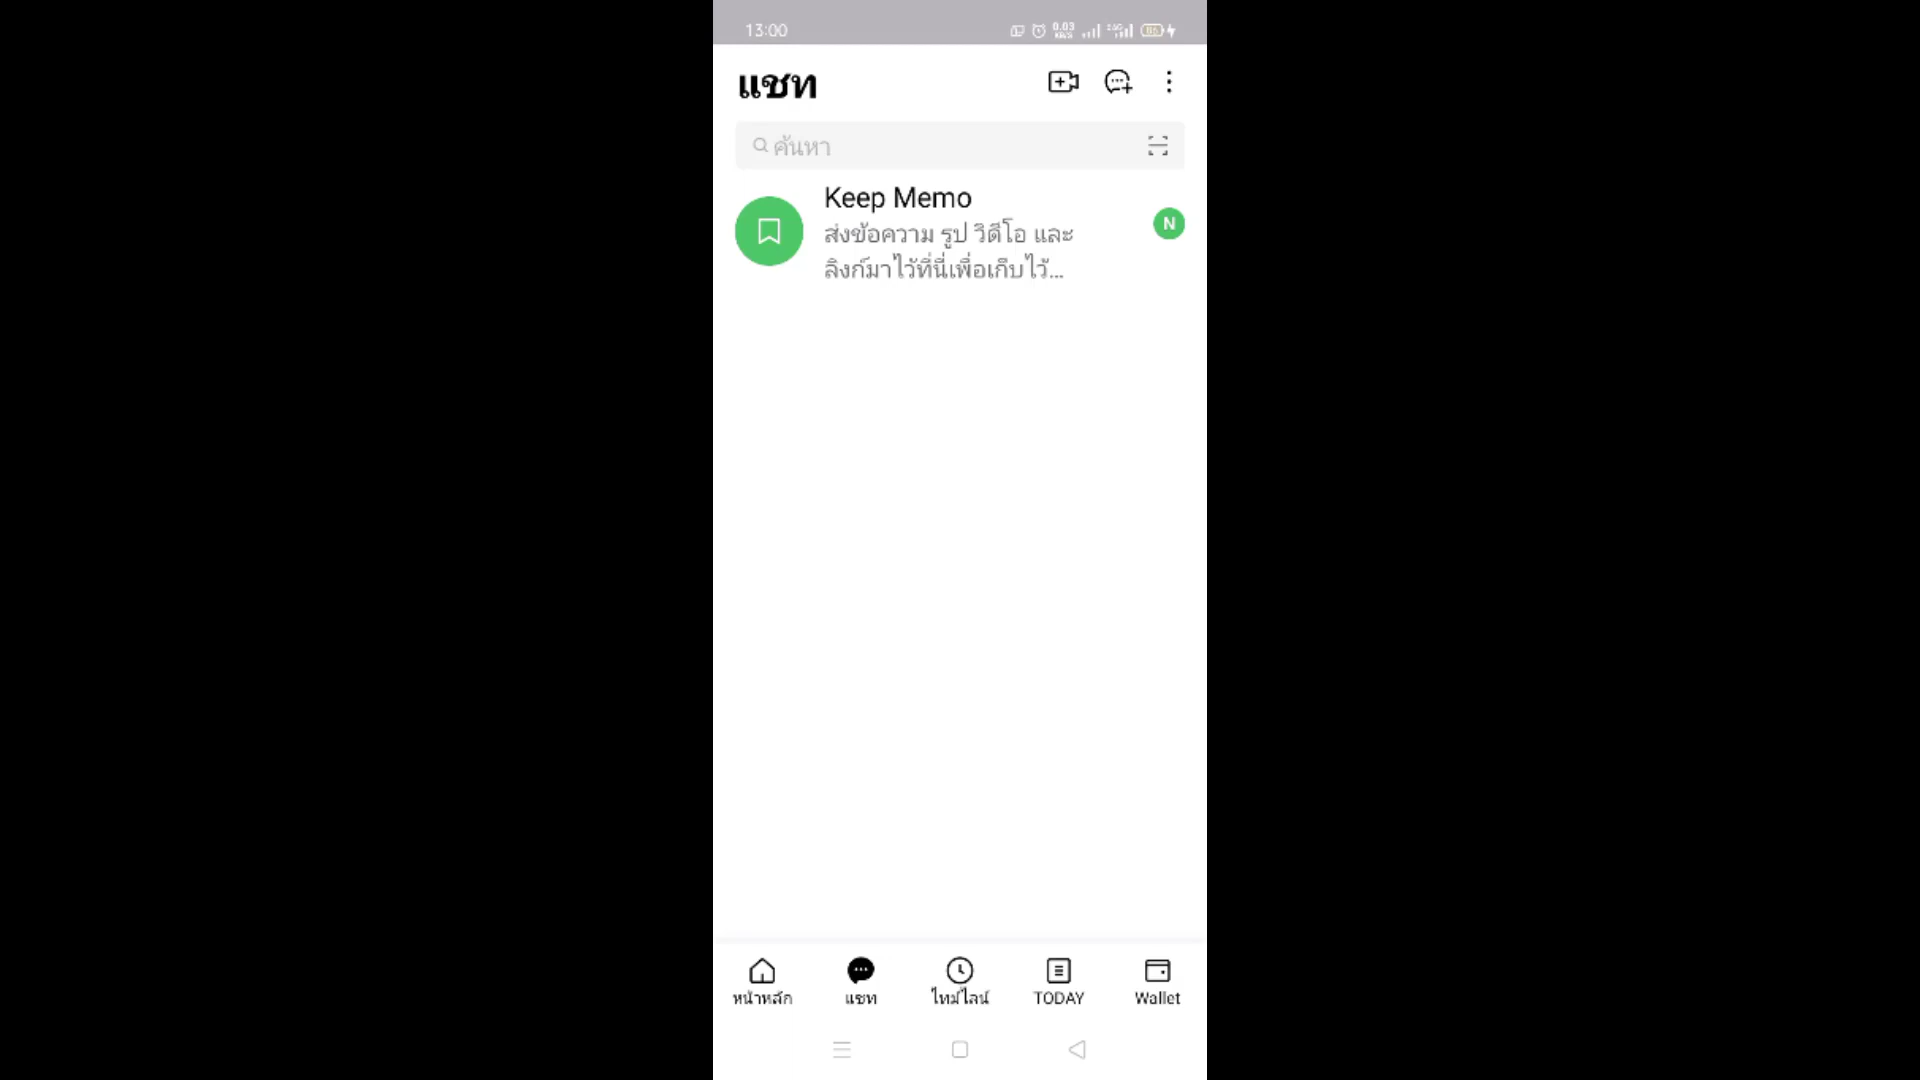 13:00
0.03
KB/S
แชท
ค้นหา
Keep Memo
ส่งข้อความ รูป วิดีโอ และ
ลิงก์มาไว้ที่นี่เพื่อเก็บไว้...
N
หน้าหลัก
แชท
ไทม์ไลน์
TODAY
Wallet